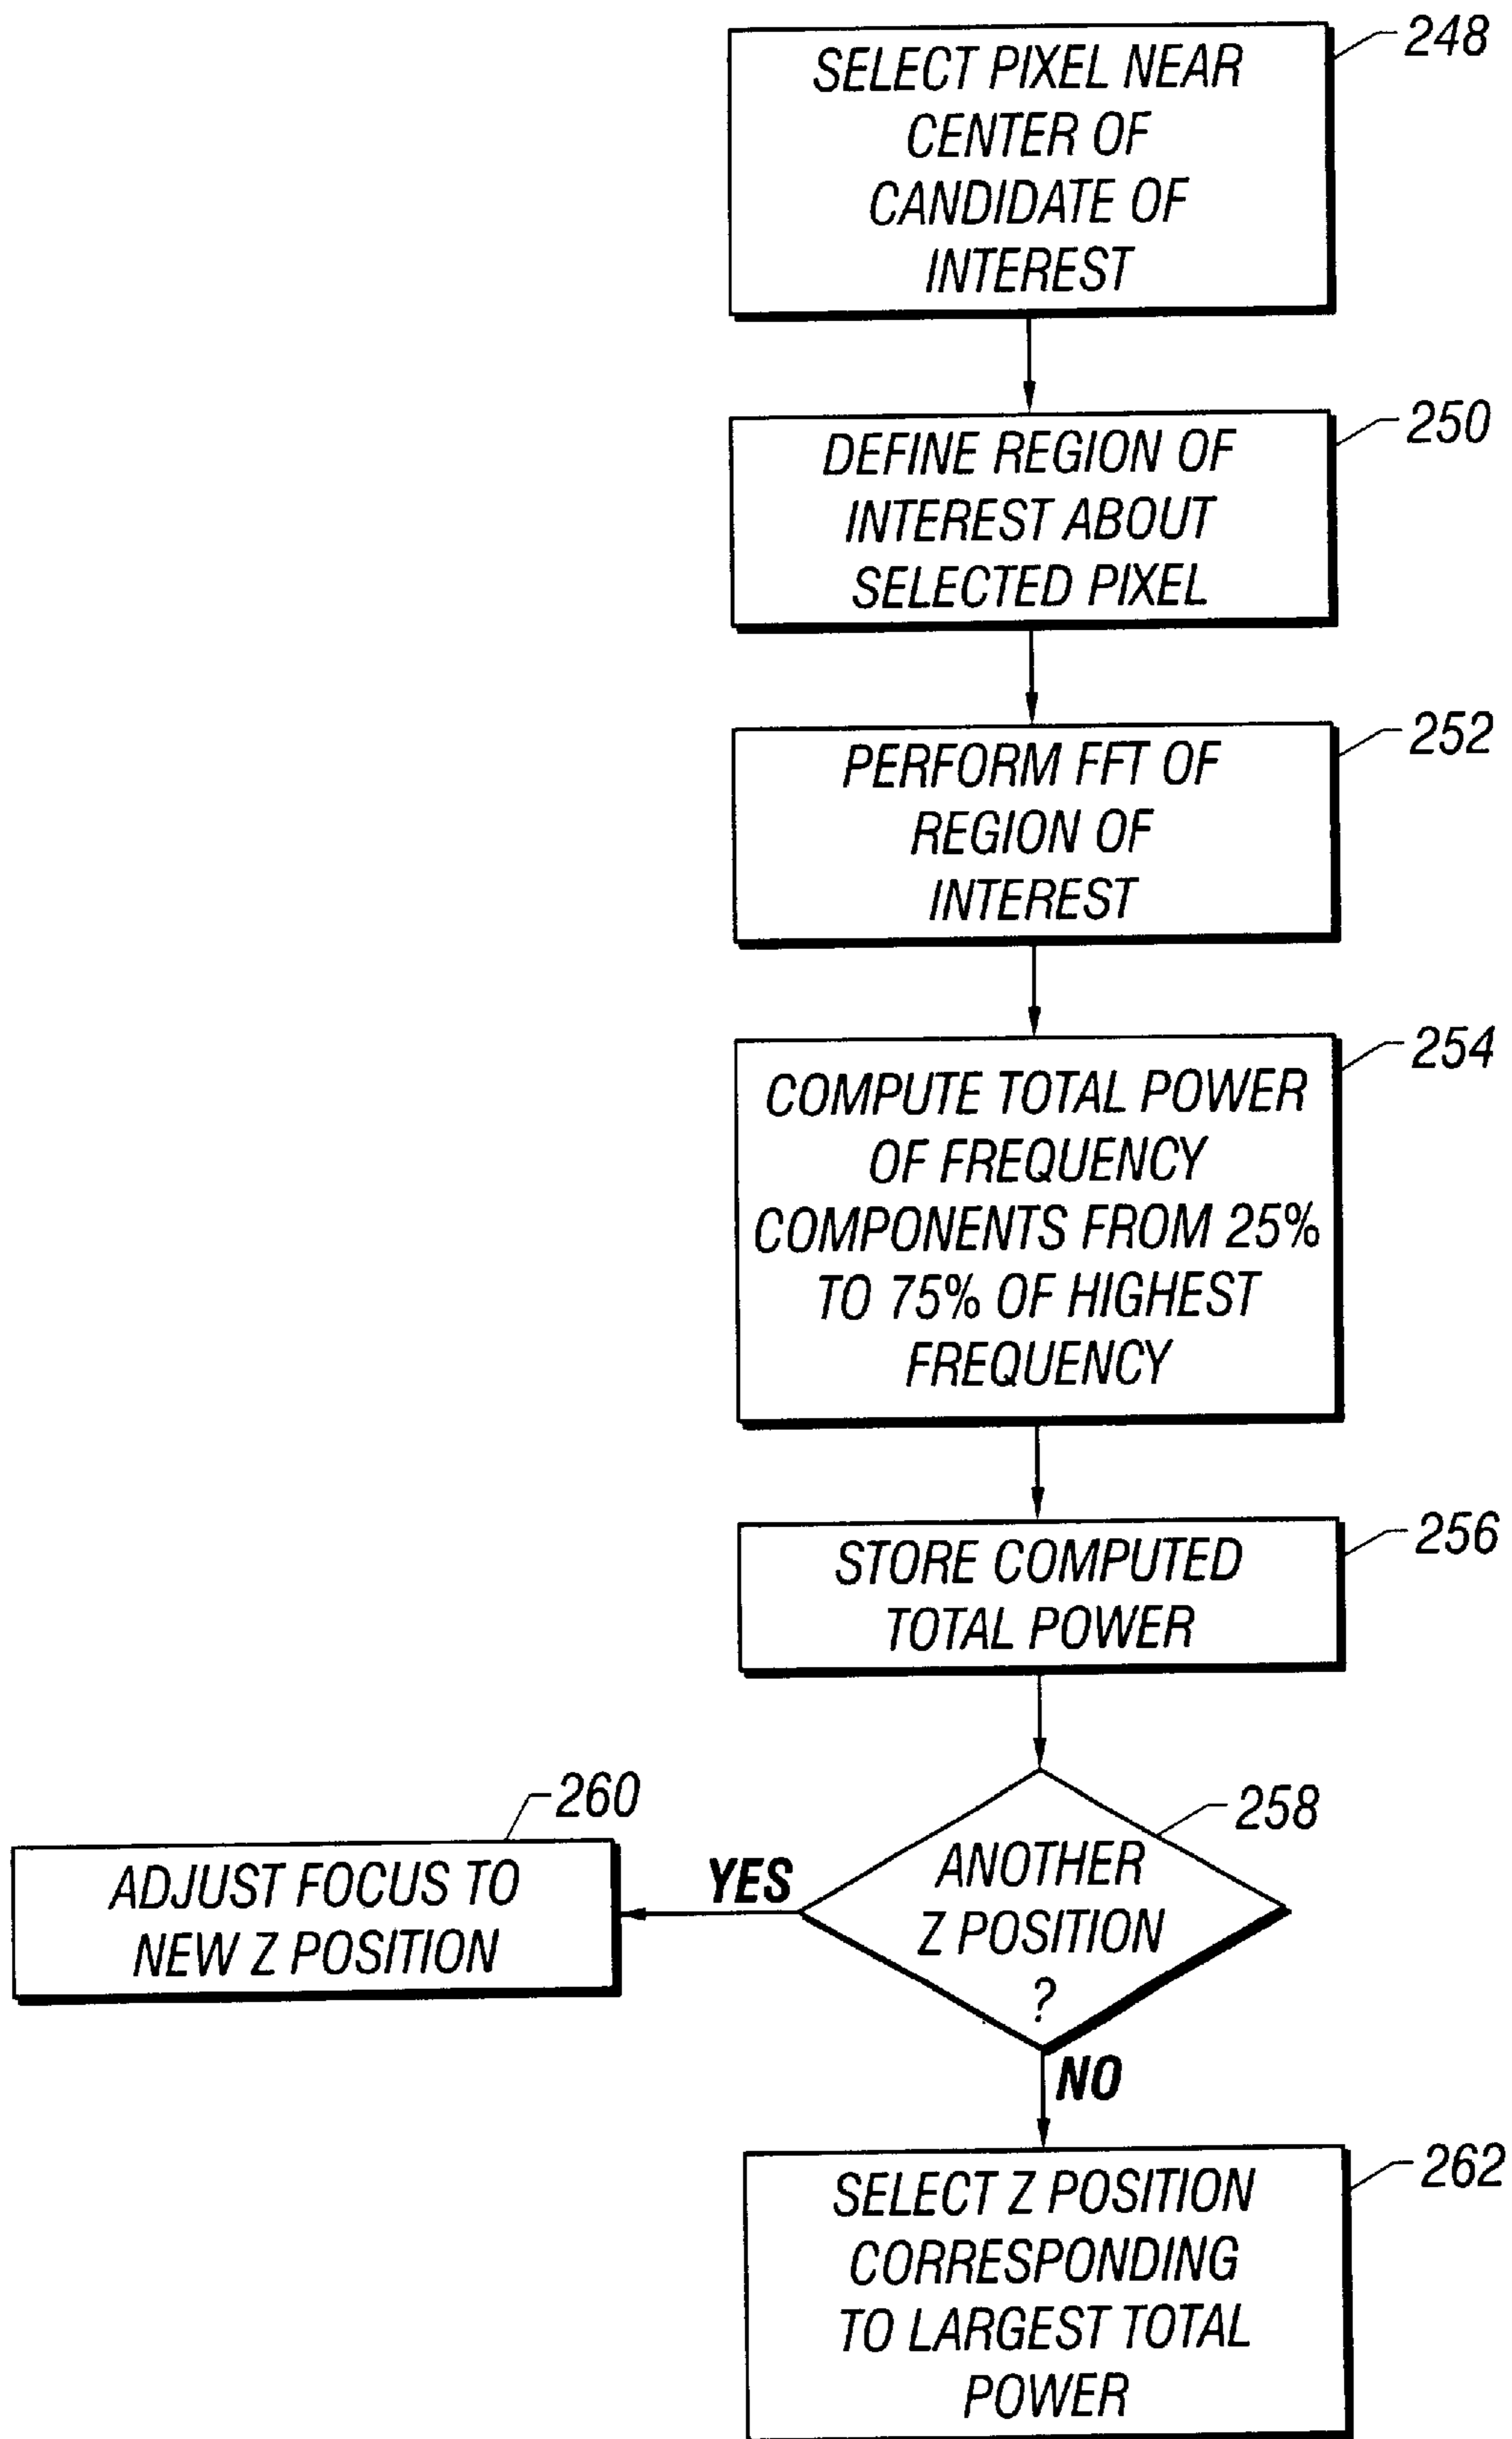 248
SELECT PIXEL NEAR
CENTER OF
CANDIDATE OF
INTEREST
250
DEFINE REGION OF
INTEREST ABOUT
SELECTED PIXEL
252
PERFORM FFT OF
REGION OF
INTEREST
254
COMPUTE TOTAL POWER
OF FREQUENCY
COMPONENTS FROM 25%
TO 75% OF HIGHEST
FREQUENCY
256
STORE COMPUTED
TOTAL POWER
258
ANOTHER
Z POSITION
?
YES
260
ADJUST FOCUS TO
NEW Z POSITION
NO
262
SELECT Z POSITION
CORRESPONDING
TO LARGEST TOTAL
POWER